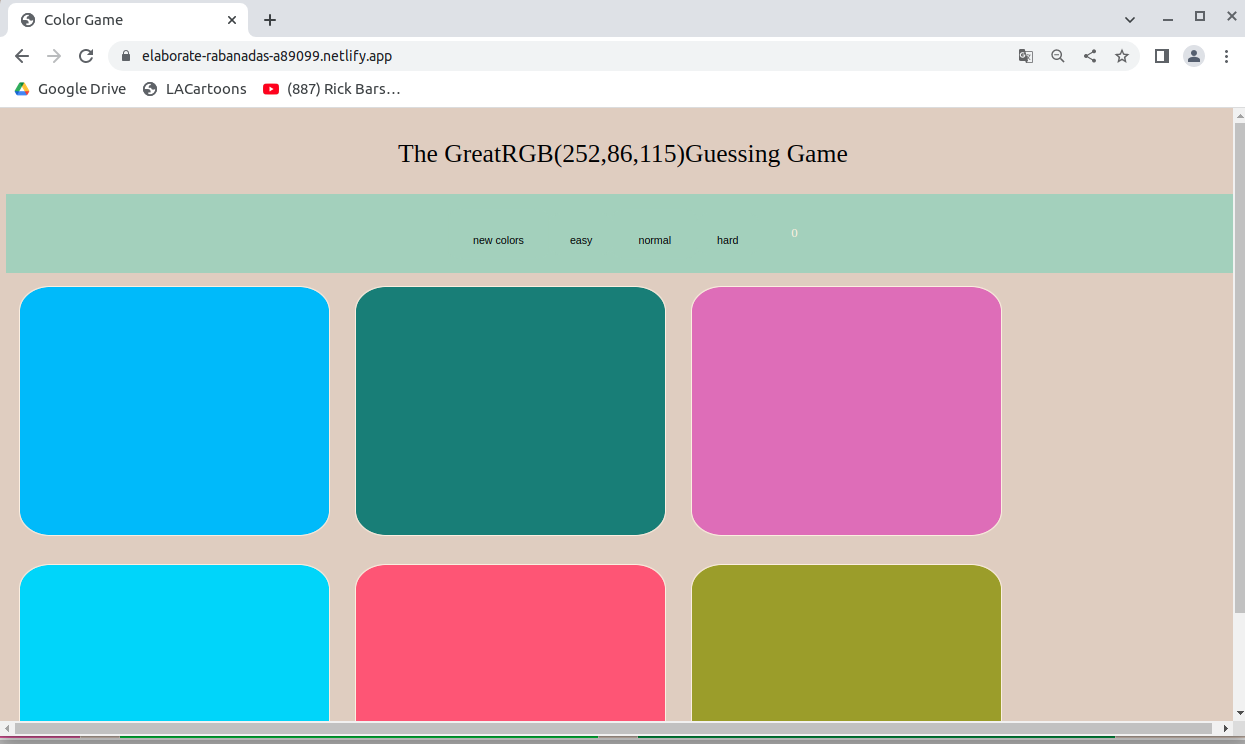 Color Game
elaborate-rabanadas-a89099.netlify.app
Google Drive LACartoons (887) Rick Bars…
The GreatRGB(252,86,115)Guessing Game
new colors easy normal hard 0